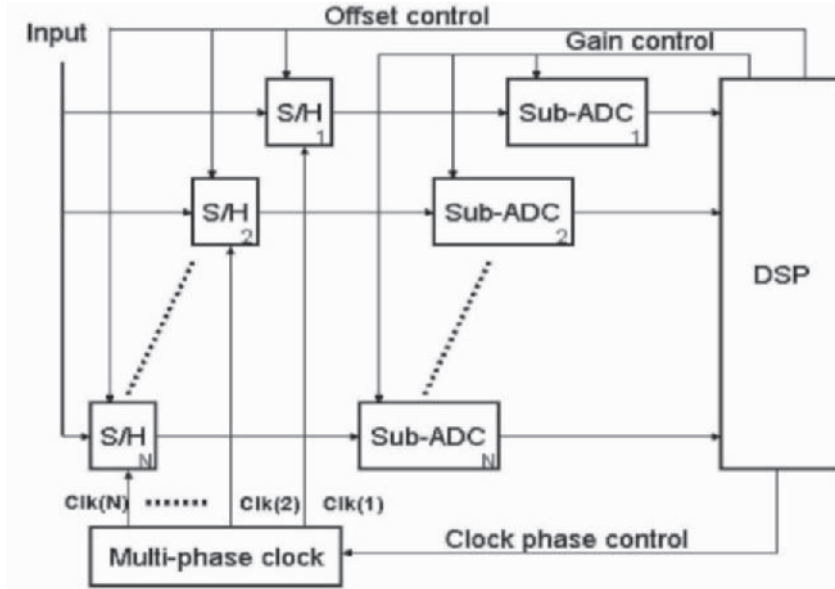 Offset control
Input
Gain control
S/H
1
Sub-ADC
1
S/H
2
Sub-ADC
2
DSP
S/H
N
Sub-ADC
N
Clk(N)
Clk(2)
Clk(1)
Multi-phase clock
Clock phase control